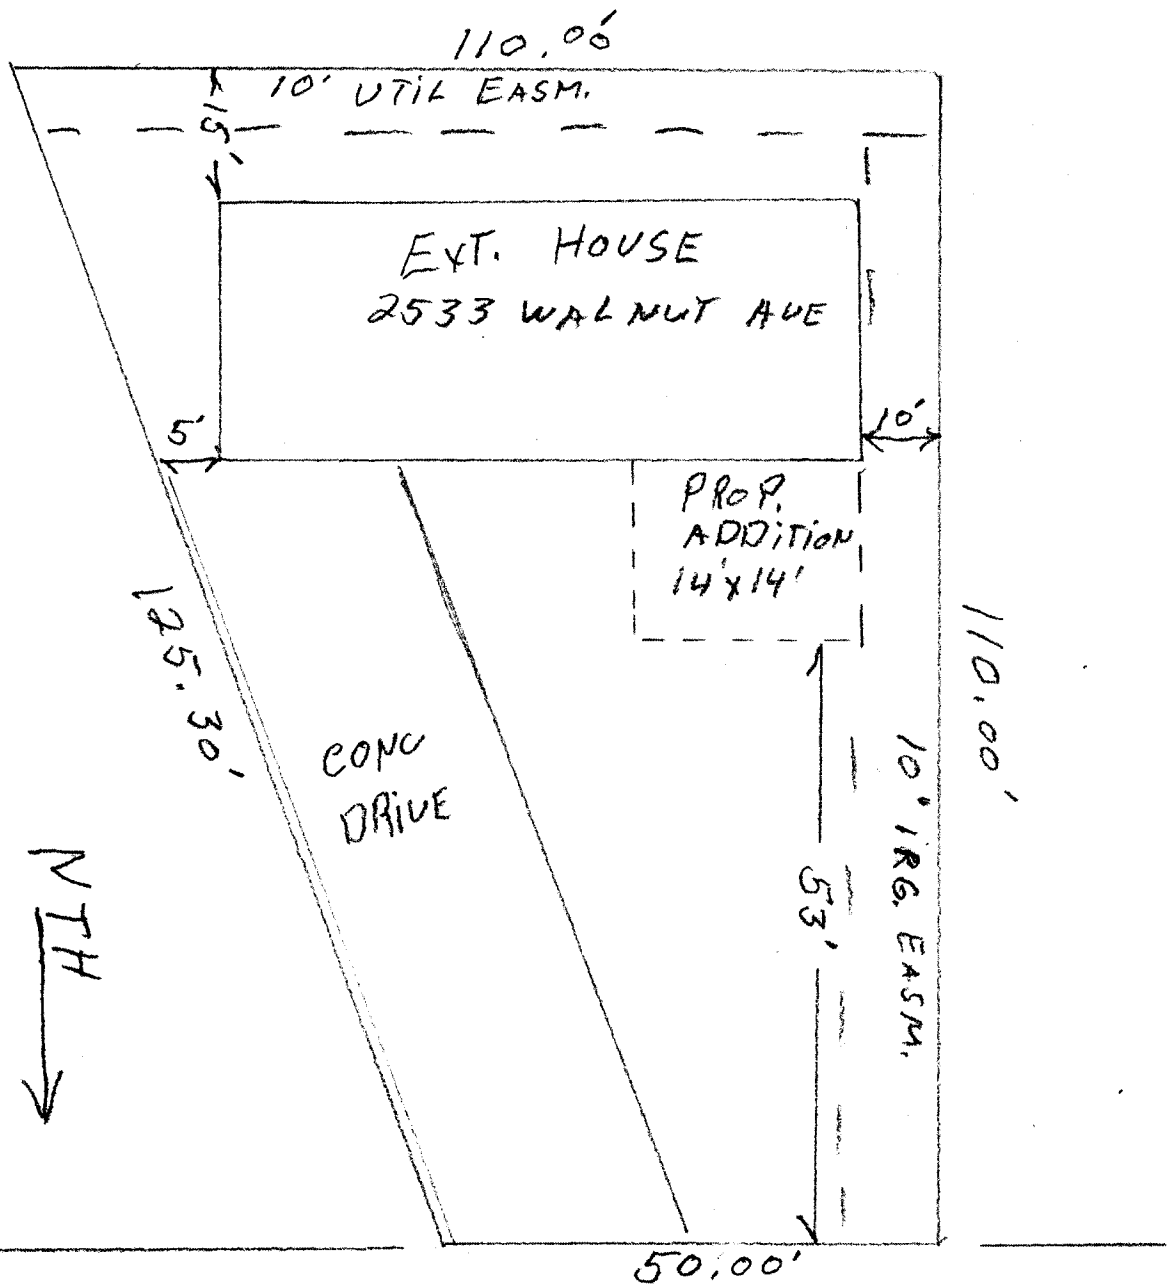 110.00'
10' UTIL EASM.
15'
EXT. HOUSE
2533 WALNUT AVE
5'
10'
PROP.
ADDITION
14'x14'
125.30'
110.00'
CONC
DRIVE
10' IRG. EASM.
53'
NTH
50.00'